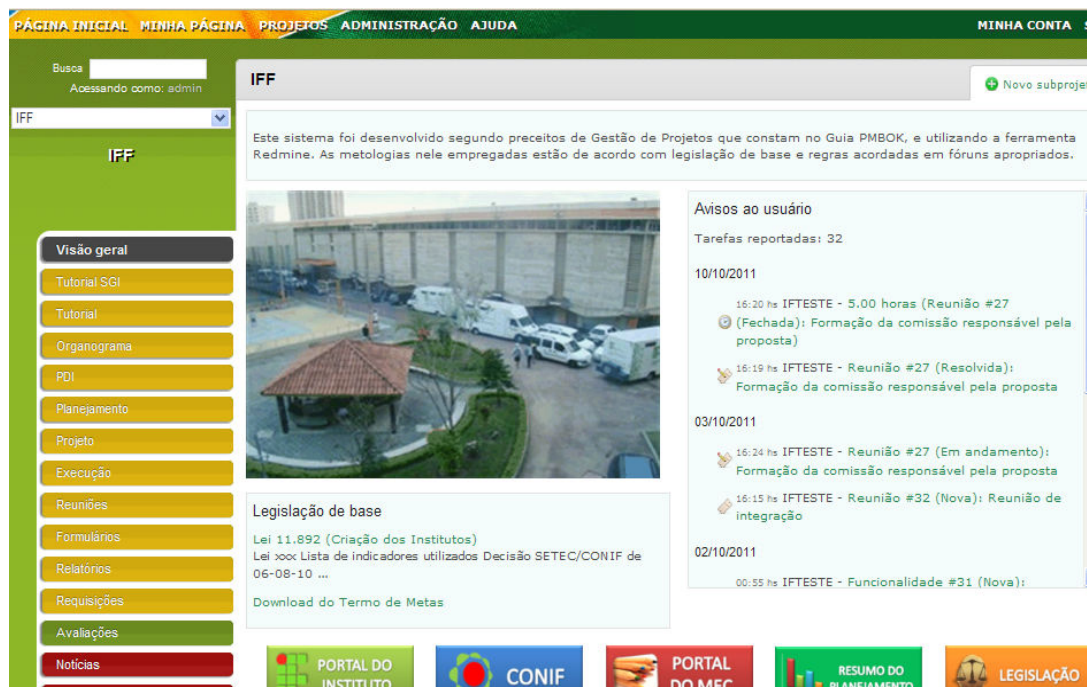 PÁGINA INICIAL MINHA PÁGINA PROJETOS ADMINISTRAÇÃO AJUDA MINHA CONTA
Busca
Acessando como: admin
IFF
IFF
Visão geral
Tutorial SGI
Tutorial
Organograma
PDI
Planejamento
Projeto
Execução
Reuniões
Formulários
Relatórios
Requisições
Avaliações
Notícias
IFF
Novo subproje
Este sistema foi desenvolvido segundo preceitos de Gestão de Projetos que constam no Guia PMBOK, e utilizando a ferramenta
Redmine. As metologias nele empregadas estão de acordo com legislação de base e regras acordadas em fóruns apropriados.
Legislação de base
Lei 11.892 (Criação dos Institutos)
Lei xxx Lista de indicadores utilizados Decisão SETEC/CONIF de
06-08-10 ...
Download do Termo de Metas
Avisos ao usuário
Tarefas reportadas: 32
10/10/2011
16:20 hs IFTESTE - 5.00 horas (Reunião #27
(Fechada): Formação da comissão responsável pela
proposta)
16:19 hs IFTESTE - Reunião #27 (Resolvida):
Formação da comissão responsável pela proposta
03/10/2011
16:24 hs IFTESTE - Reunião #27 (Em andamento):
Formação da comissão responsável pela proposta
16:15 hs IFTESTE - Reunião #32 (Nova): Reunião de
integração
02/10/2011
00:55 hs IFTESTE - Funcionalidade #31 (Nova):
PORTAL DO
INSTITUTO
CONIF
PORTAL
DO MEC
RESUMO DO
PLANEJAMENTO
LEGISLAÇÃO